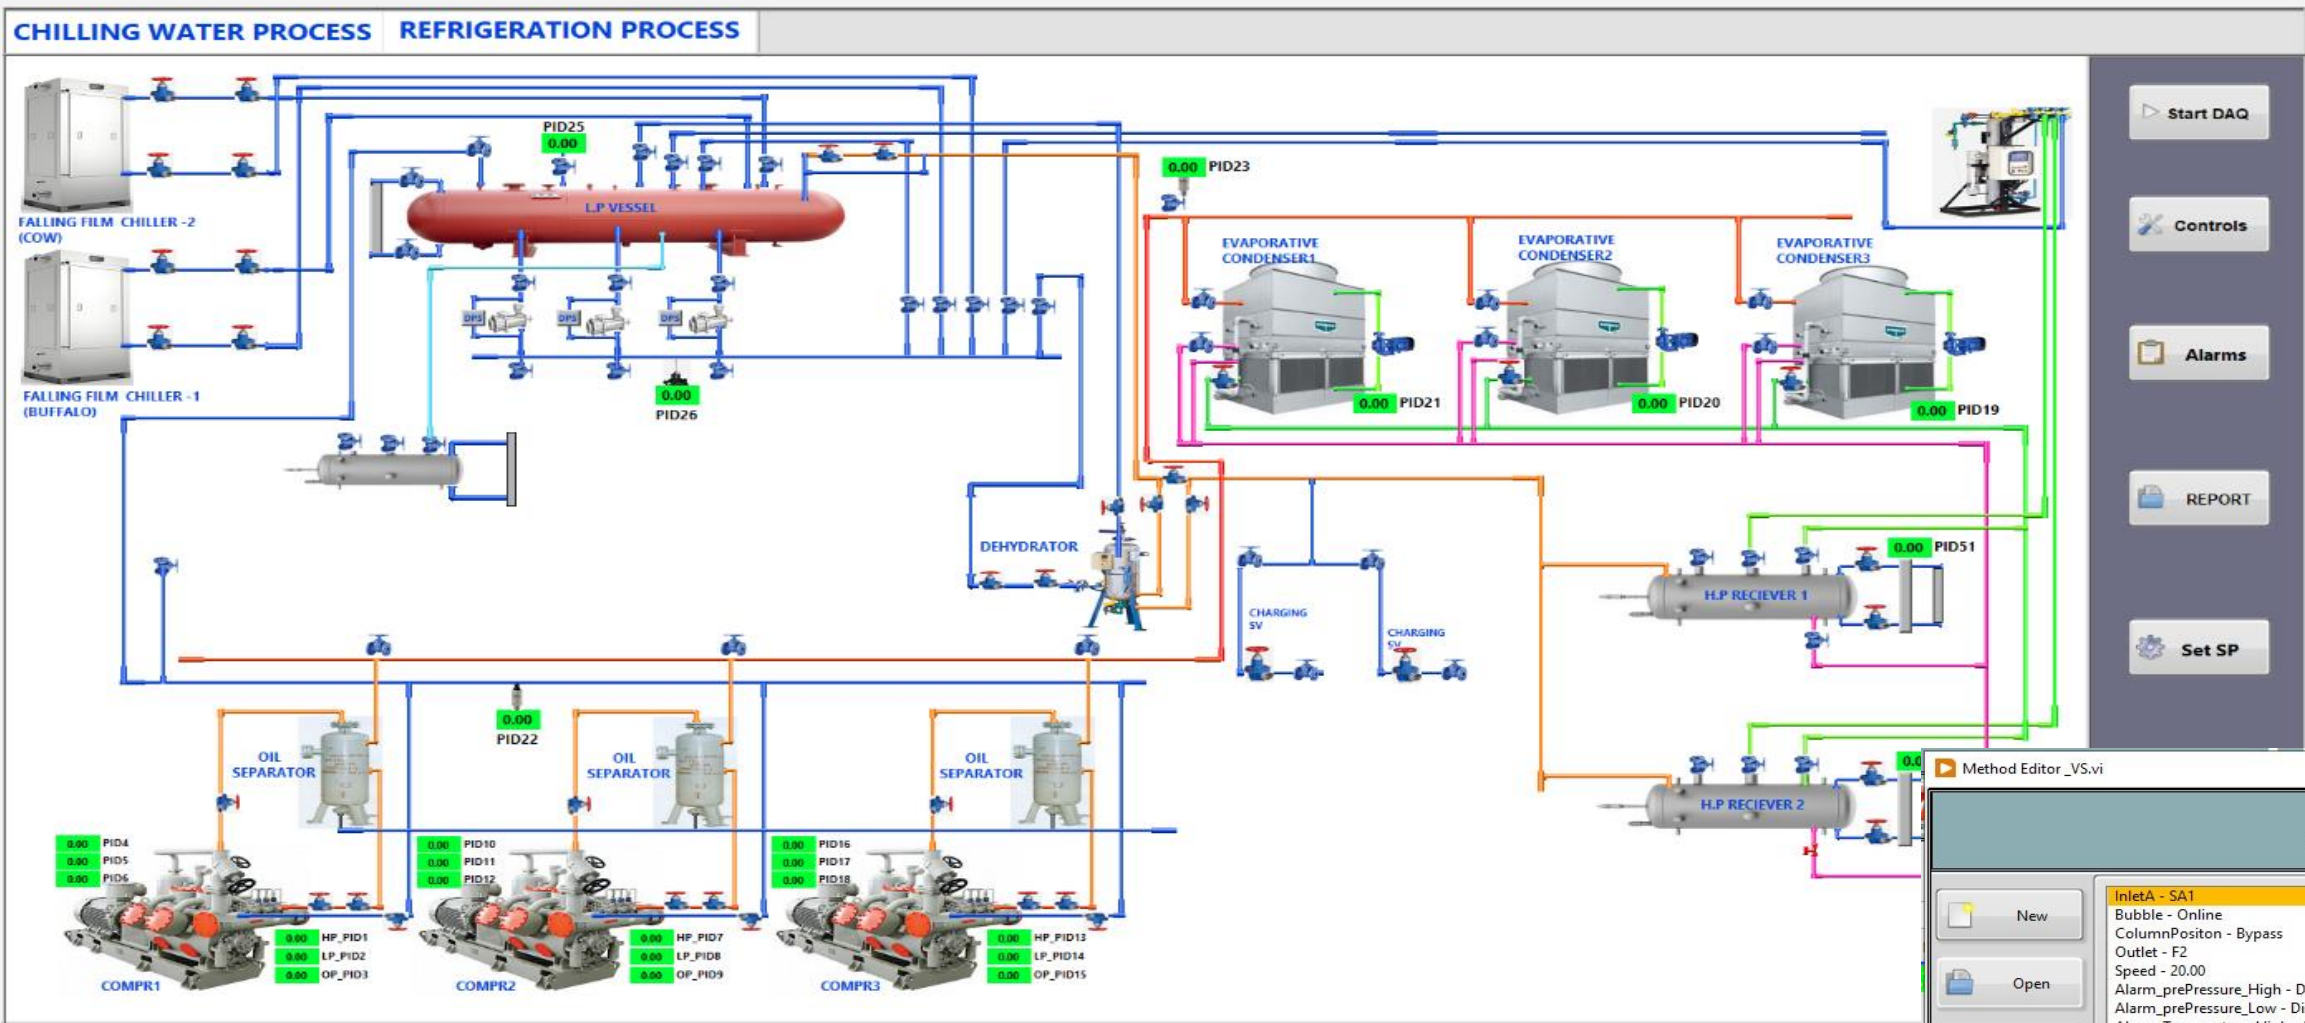 CHILLING WATER PROCESS
REFRIGERATION PROCESS
Start DAQ
Controls
Alarms
REPORT
Set SP
FALLING FILM CHILLER -2
(COW)
FALLING FILM CHILLER -1
(BUFFALO)
PID25
0.00
L.P VESSEL
DPS
DPS
DPS
0.00
PID26
0.00 PID23
EVAPORATIVE
CONDENSER1
EVAPORATIVE
CONDENSER2
EVAPORATIVE
CONDENSER3
0.00 PID21
0.00 PID20
0.00 PID19
DEHYDRATOR
CHARGING
SV
CHARGING
SV
0.00 PID51
H.P RECIEVER 1
H.P RECIEVER 2
0.00
PID22
OIL
SEPARATOR
OIL
SEPARATOR
OIL
SEPARATOR
0.00 PID4
0.00 PID5
0.00 PID6
0.00 PID10
0.00 PID11
0.00 PID12
0.00 PID16
0.00 PID17
0.00 PID18
0.00 HP_PID1
0.00 LP_PID2
0.00 OP_PID3
0.00 HP_PID7
0.00 LP_PID8
0.00 OP_PID9
0.00 HP_PID13
0.00 LP_PID14
0.00 OP_PID15
COMPR1
COMPR2
COMPR3
Method Editor _VS.vi
New
Open
InletA - SA1
Bubble - Online
ColumnPositon - Bypass
Outlet - F2
Speed - 20.00
Alarm_prePressure_High - D
Alarm_prePressure_Low - Di